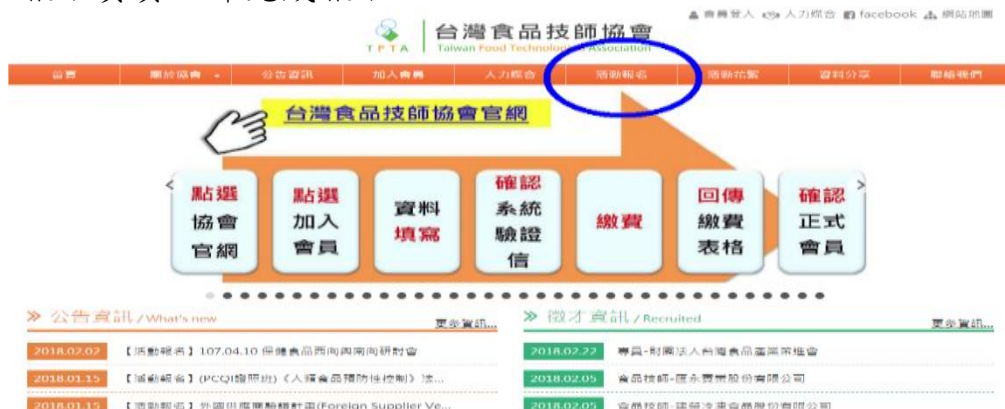 會員登入 人力媒合 facebook 網站地圖
台灣食品技師協會
TPTA Taiwan Food Technologist Association
首頁 關於協會 公告資訊 加入會員 人力媒合 活動報名 活動花絮 資料分享 聯絡我們
台灣食品技師協會官網
點選協會官網
點選加入會員
資料填寫
確認系統驗證信
繳費
回傳繳費表格
確認正式會員
公告資訊 / What's new
更多資訊...
2018.02.02 【活動報名】107.04.10 保健食品西向與南向研討會
2018.01.15 【活動報名】(PCQI證照班)《人類食品預防性控制》法...
2018.01.15 【活動報名】外國供應商驗證計畫(Foreign Supplier Ve...
徵才資訊 / Recruited
更多資訊...
2018.02.22 專員-財團法人台灣食品產業策進會
2018.02.05 食品技師-匯永實業股份有限公司
2018.02.05 食品技師-
股份有限公司